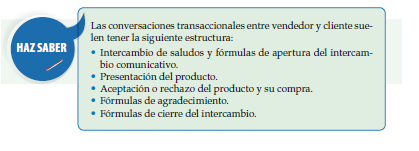 HAZ SABER
Las conversaciones transaccionales entre vendedor y cliente sue-
len tener la siguiente estructura:
• Intercambio de saludos y fórmulas de apertura del intercam-
bio comunicativo.
• Presentación del producto.
• Aceptación o rechazo del producto y su compra.
• Fórmulas de agradecimiento.
• Fórmulas de cierre del intercambio.